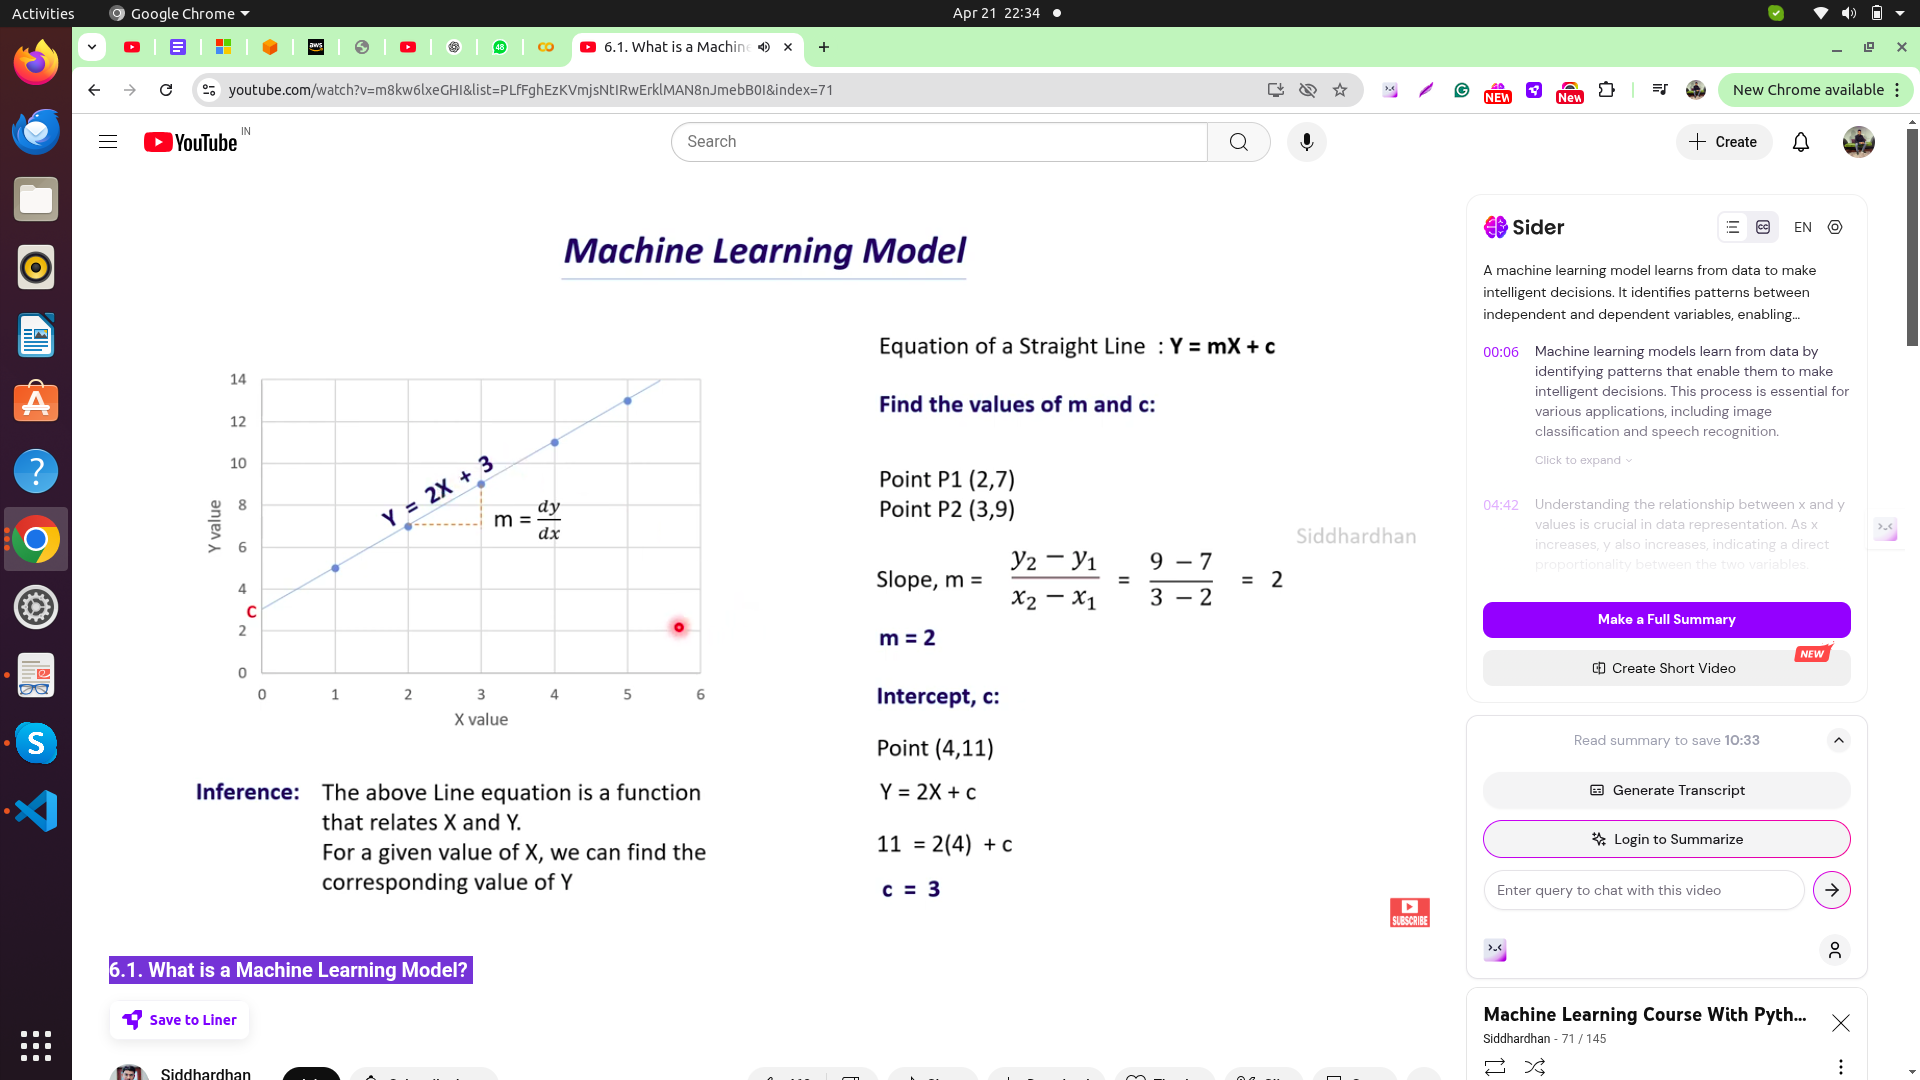 Activities
Google Chrome
Apr 21 22:34
6.1. What is a Machine
youtube.com/watch?v=m8kw6lxeGHI&list=PLfFghEzKVmjsNtIRwErklMAN8nJmebB0I&index=71
NEW
New
New Chrome available
YouTube
IN
Search
Create
Machine Learning Model
Equation of a Straight Line : Y = mX + c
Find the values of m and c:
Point P1 (2,7)
Point P2 (3,9)
Siddhardhan
Slope, m = y₂ − y₁ / x₂ − x₁ = 9 − 7 / 3 − 2 = 2
m = 2
Intercept, c:
Point (4,11)
Y = 2X + c
11 = 2(4) + c
c = 3
SUBSCRIBE
14
12
10
8
6
4
2
0
Y value
C
Y = 2X + 3
m = dy/dx
0 1 2 3 4 5 6
X value
Inference: The above Line equation is a function
that relates X and Y.
For a given value of X, we can find the
corresponding value of Y
6.1. What is a Machine Learning Model?
Save to Liner
Siddhardhan
Sider
EN
A machine learning model learns from data to make
intelligent decisions. It identifies patterns between
independent and dependent variables, enabling...
00:06 Machine learning models learn from data by
identifying patterns that enable them to make
intelligent decisions. This process is essential for
various applications, including image
classification and speech recognition.
Click to expand
04:42 Understanding the relationship between x and y
values is crucial in data representation. As x
increases, y also increases, indicating a direct
proportionality between the two variables.
Make a Full Summary
NEW
Create Short Video
Read summary to save 10:33
Generate Transcript
Login to Summarize
Enter query to chat with this video
Machine Learning Course With Pyth...
Siddhardhan - 71 / 145